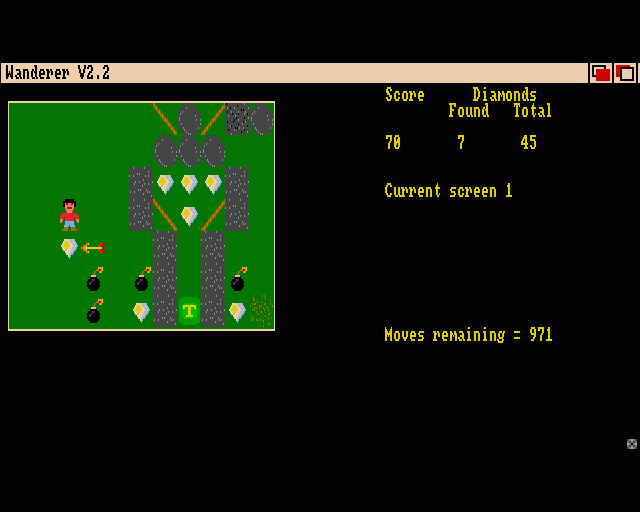 Wanderer V2.2
Score Diamonds
Found Total
70 7 45
Current screen 1
T
Moves remaining = 971